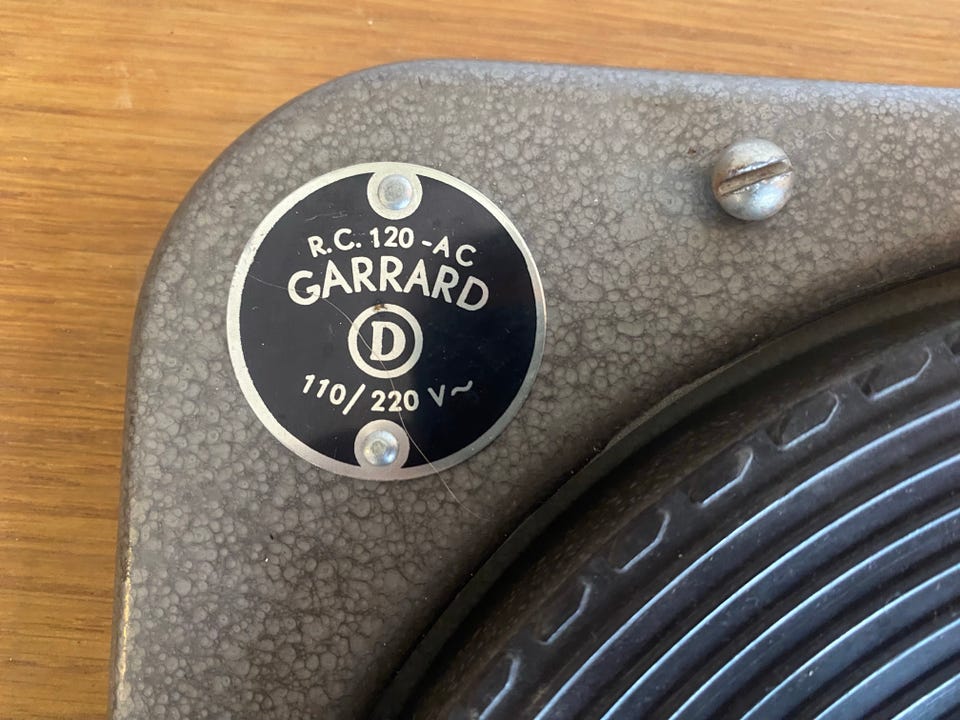 R.C. 120 - AC
GARRARD
D
110/220 V~